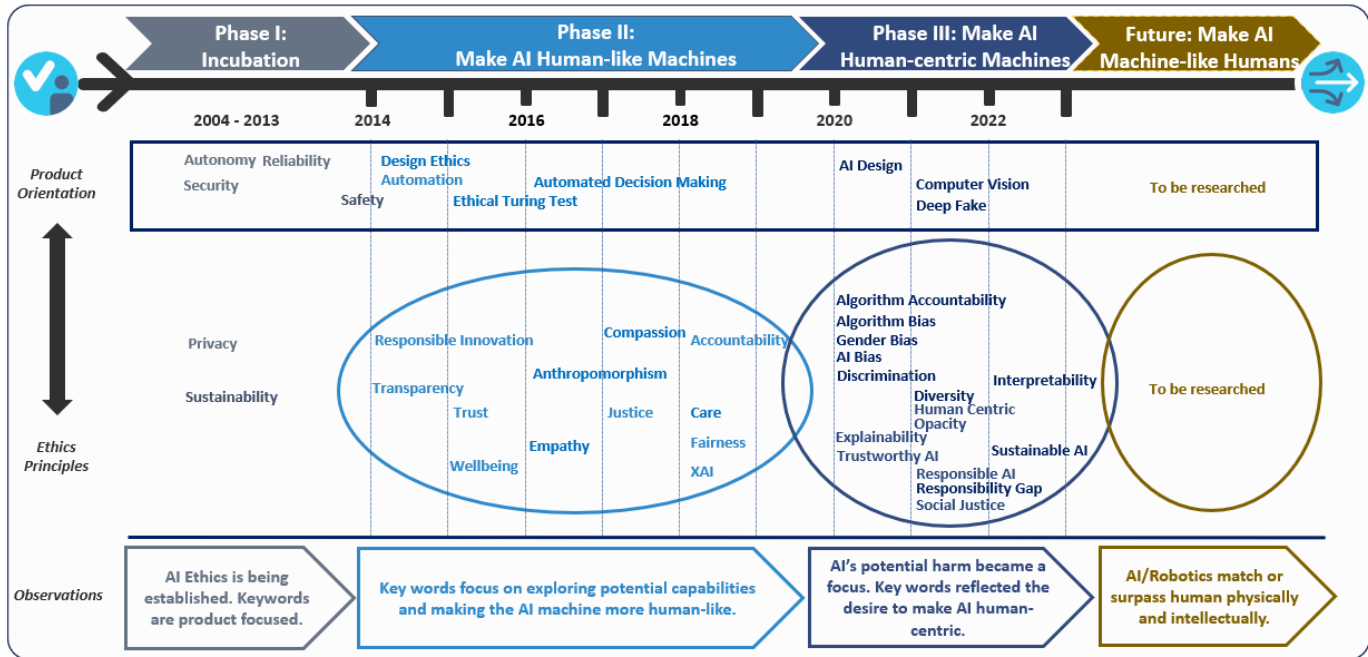 Phase I:
Incubation
Phase II:
Make AI Human-like Machines
Phase III: Make AI
Human-centric Machines
Future: Make AI
Machine-like Humans
2004 - 2013
2014
2016
2018
2020
2022
Product
Orientation
Autonomy Reliability
Security
Safety
Design Ethics
Automation
Ethical Turing Test
Automated Decision Making
AI Design
Computer Vision
Deep Fake
To be researched
Ethics
Principles
Privacy
Sustainability
Responsible Innovation
Transparency
Trust
Wellbeing
Compassion
Anthropomorphism
Justice
Empathy
Accountability
Care
Fairness
XAI
Algorithm Accountability
Algorithm Bias
Gender Bias
AI Bias
Discrimination
Interpretability
Diversity
Human Centric
Opacity
Explainability
Trustworthy AI
Sustainable AI
Responsible AI
Responsibility Gap
Social Justice
To be researched
Observations
AI Ethics is being
established. Keywords
are product focused.
Key words focus on exploring potential capabilities
and making the AI machine more human-like.
AI's potential harm became a
focus. Key words reflected the
desire to make AI human-
centric.
AI/Robotics match or
surpass human physically
and intellectually.